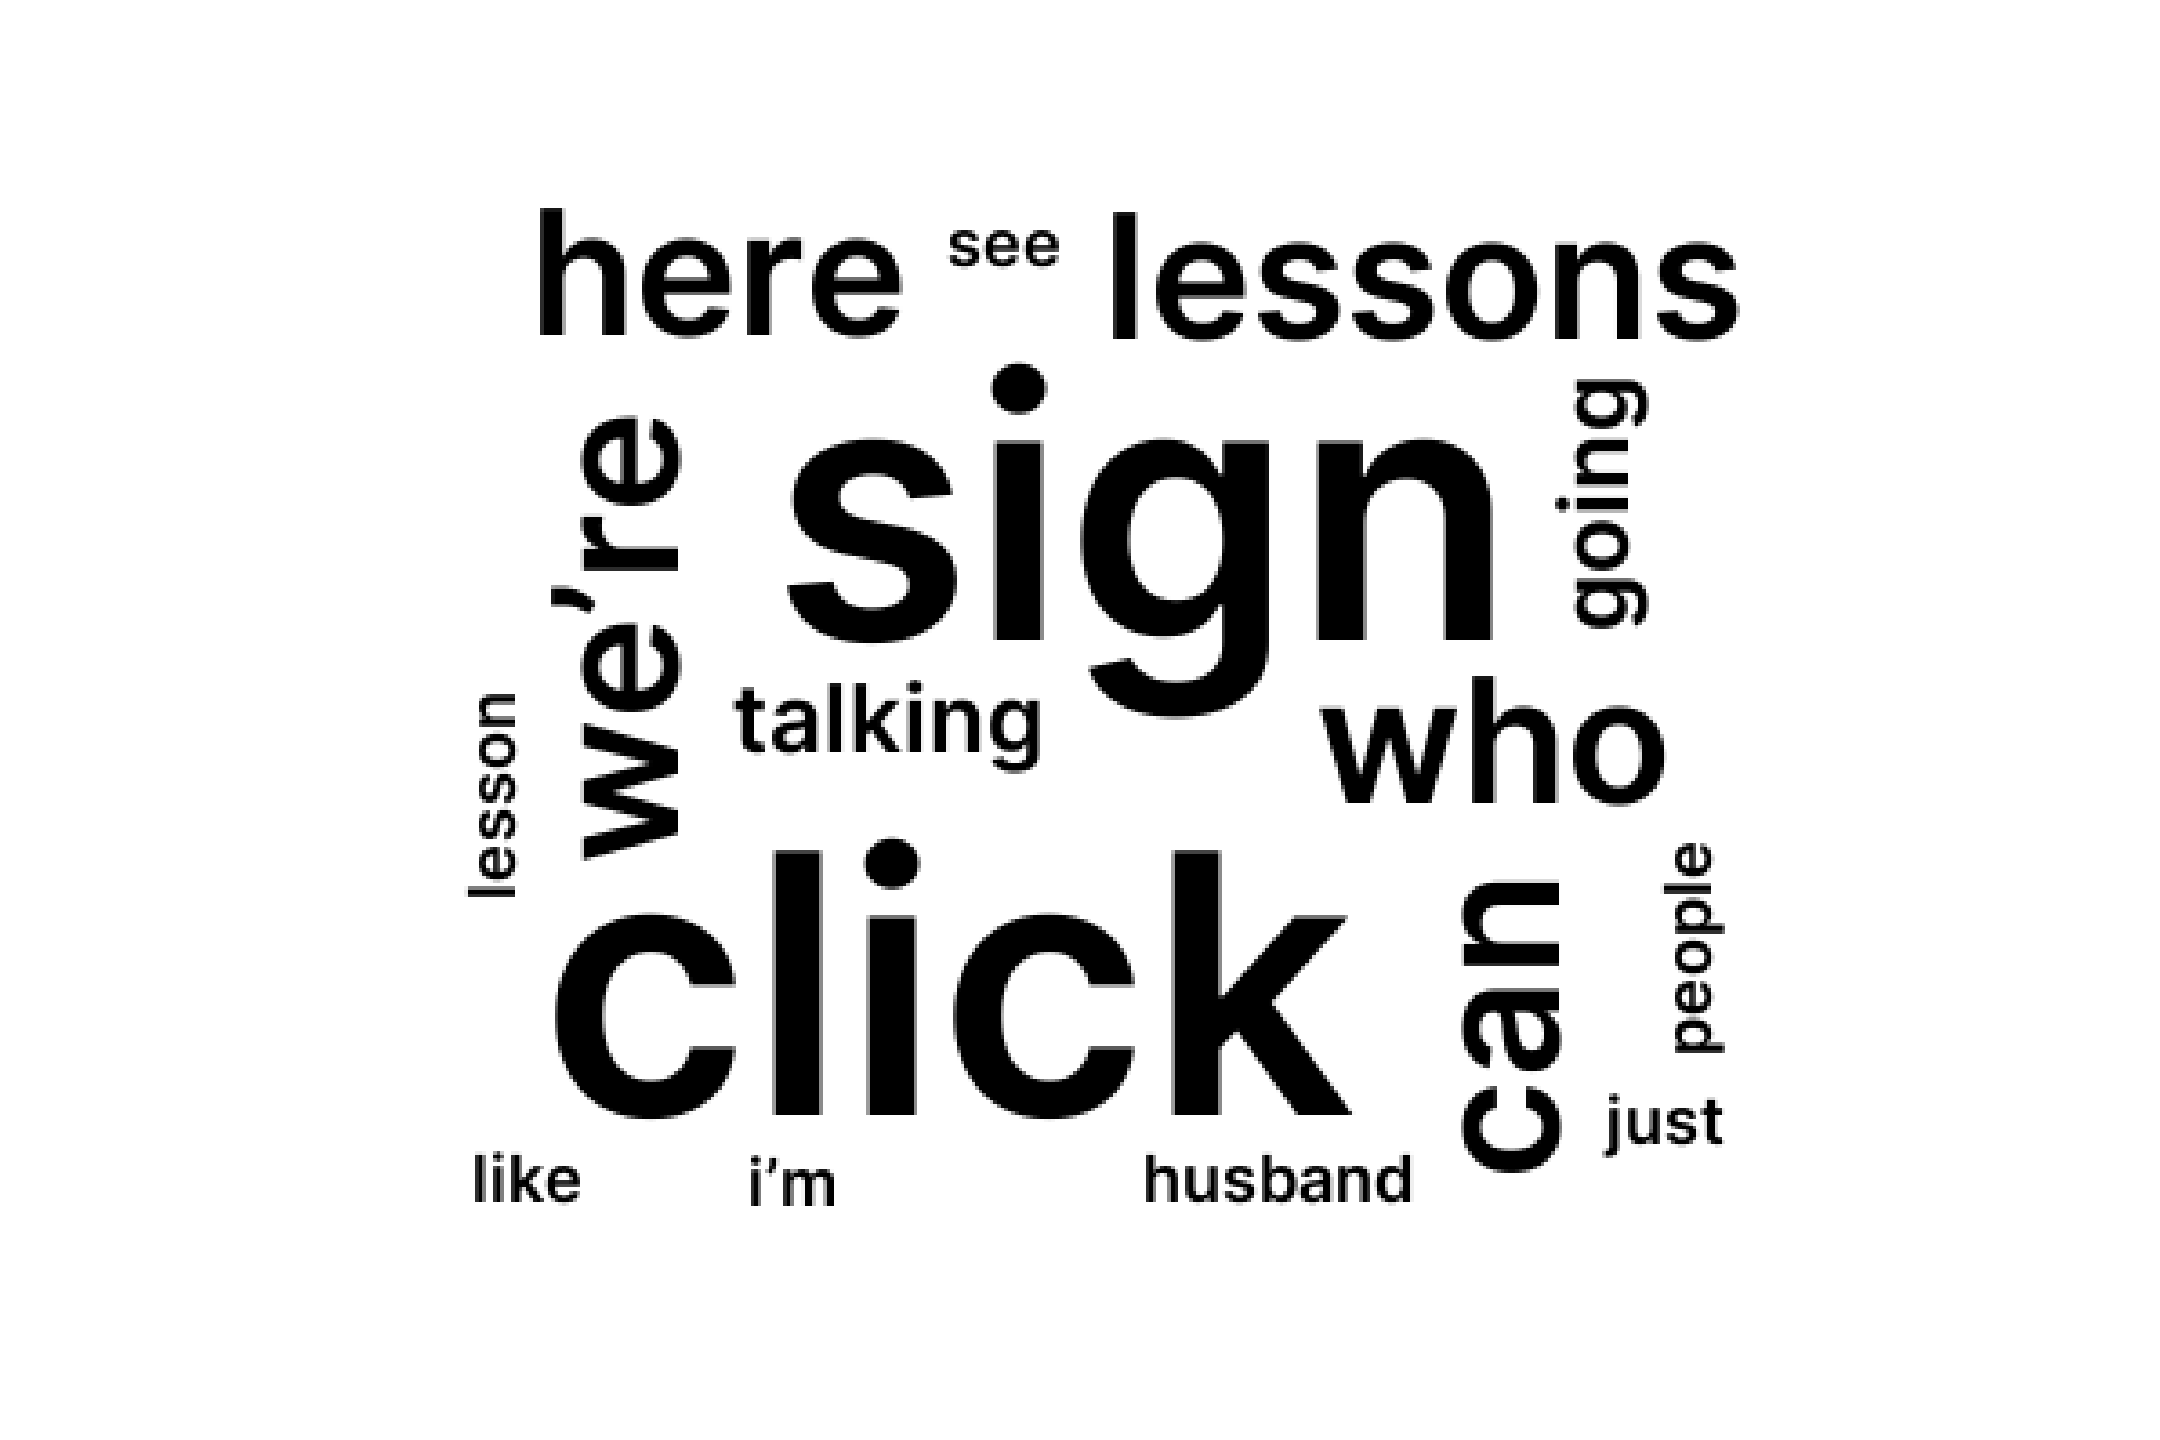 here see lessons
sign
going
we’re
talking
who
lesson
click
can
people
just
like i’m husband